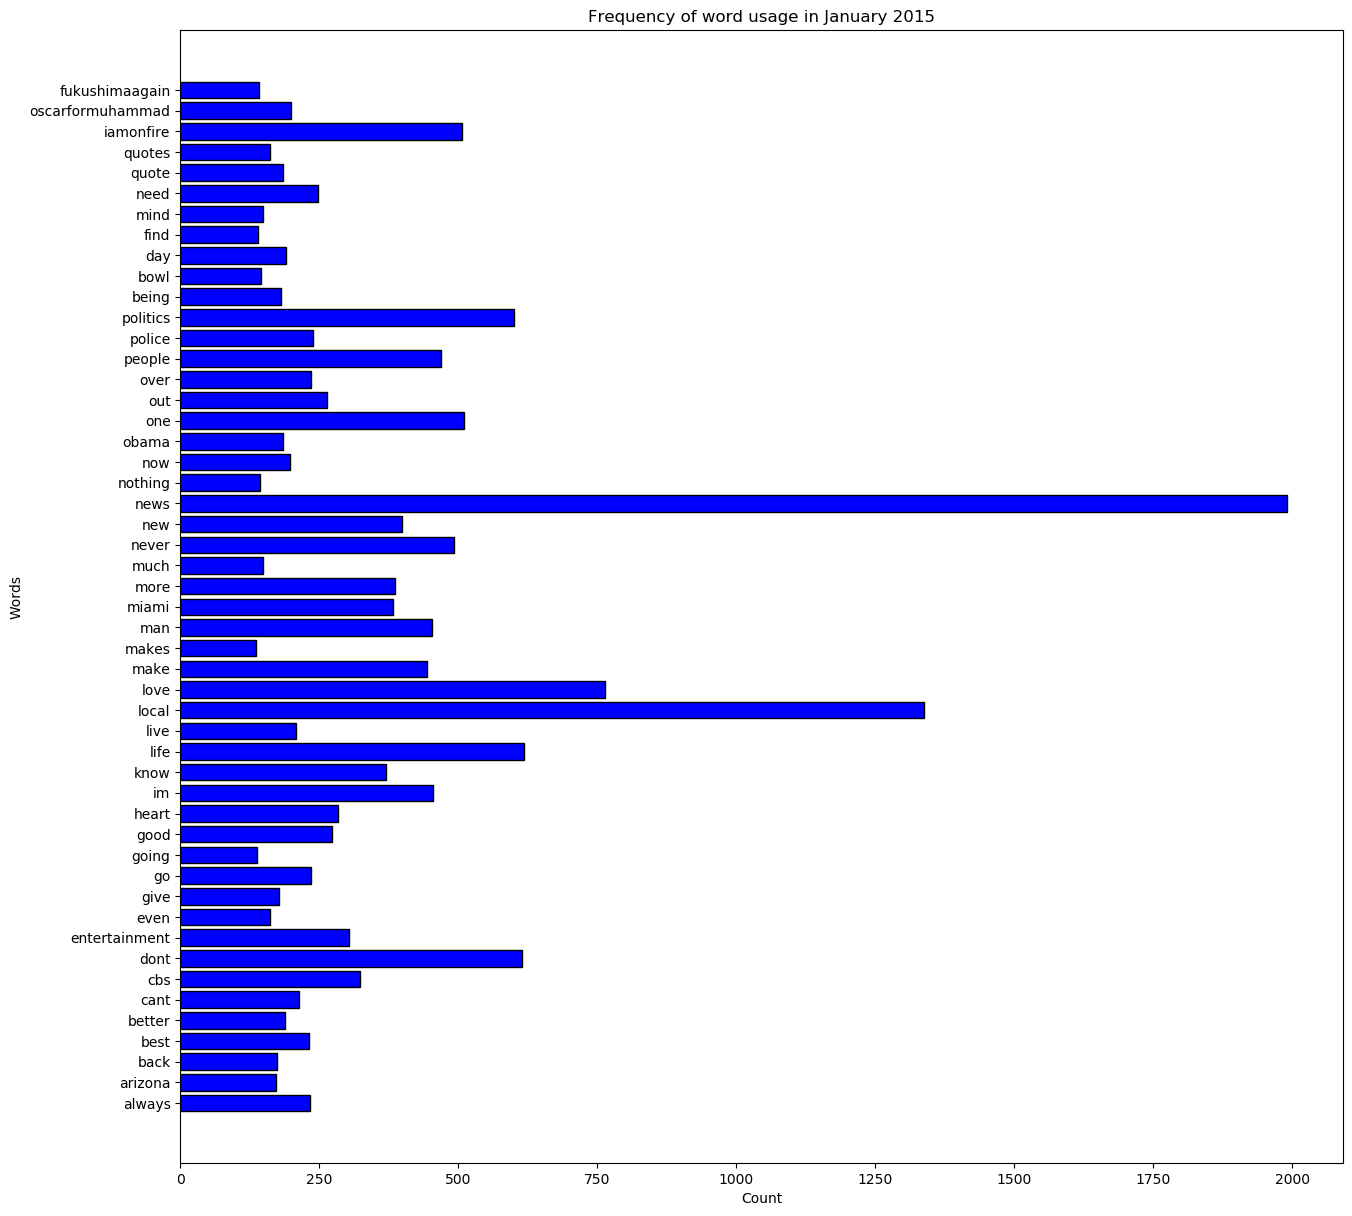 Frequency of word usage in January 2015
Words
fukushimaagain
oscarformuhammad
iamonfire
quotes
quote
need
mind
find
day
bowl
being
politics
police
people
over
out
one
obama
now
nothing
news
new
never
much
more
miami
man
makes
make
love
local
live
life
know
im
heart
good
going
go
give
even
entertainment
dont
cbs
cant
better
best
back
arizona
always
0 250 500 750 1000 1250 1500 1750 2000
Count